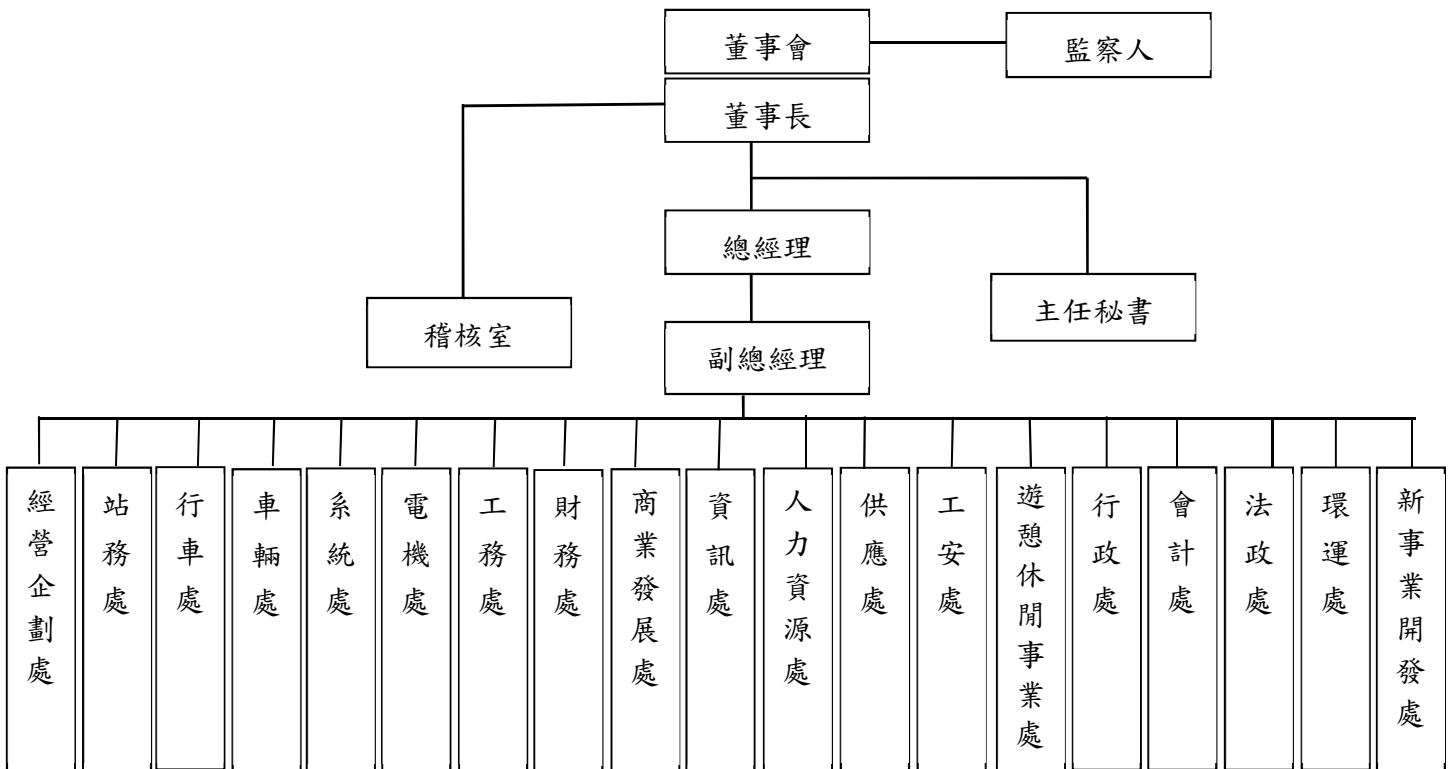 董事會
監察人
董事長
總經理
主任秘書
稽核室
副總經理
經營企劃處
站務處
行車處
車輛處
系統處
電機處
工務處
財務處
商業發展處
資訊處
人力資源處
供應處
工安處
遊憩休閒事業處
行政處
會計處
法政處
環運處
新事業開發處